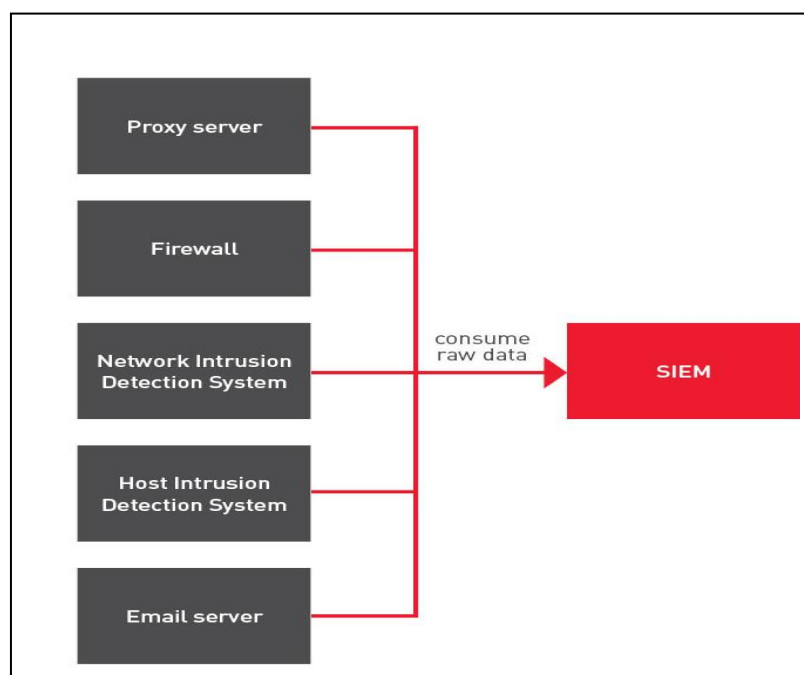 Proxy server
Firewall
Network Intrusion
Detection System
Host Intrusion
Detection System
Email server
consume
raw data
SIEM